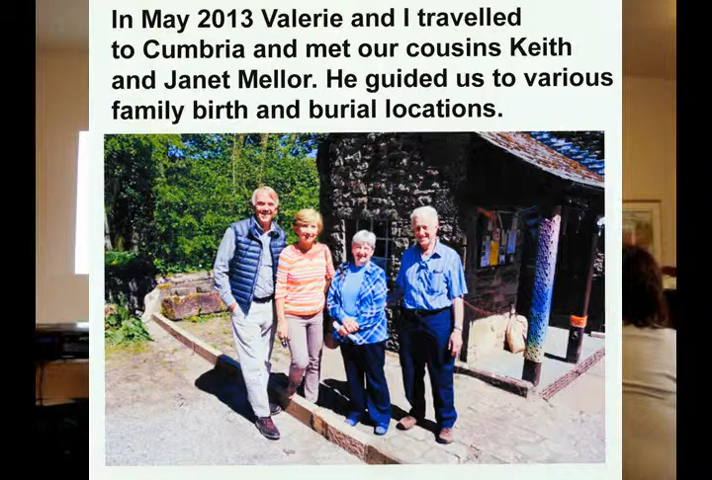 In May 2013 Valerie and I travelled
to Cumbria and met our cousins Keith
and Janet Mellor. He guided us to various
family birth and burial locations.